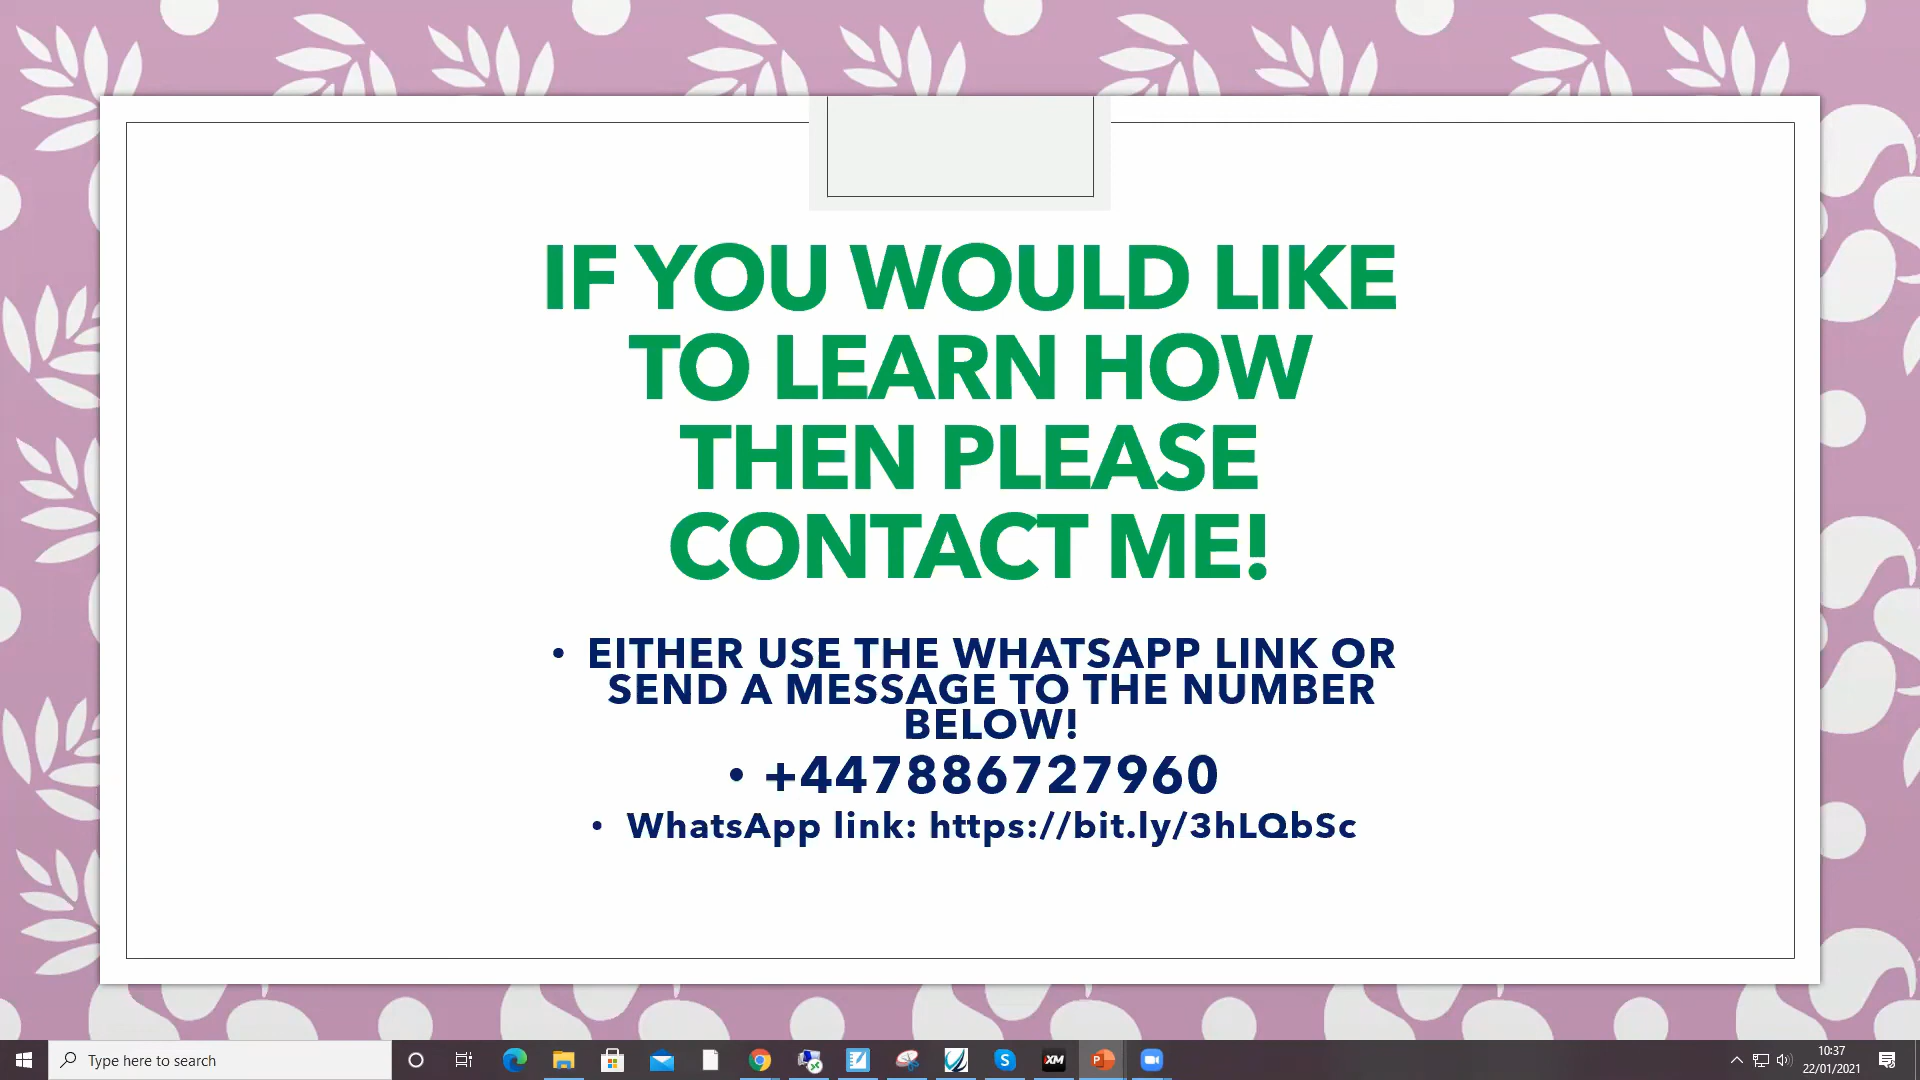 IF YOU WOULD LIKE
TO LEARN HOW
THEN PLEASE
CONTACT ME!
• EITHER USE THE WHATSAPP LINK OR
SEND A MESSAGE TO THE NUMBER
BELOW!
• +447886727960
• WhatsApp link: https://bit.ly/3hLQbSc
Type here to search
XM
10:37
22/01/2021